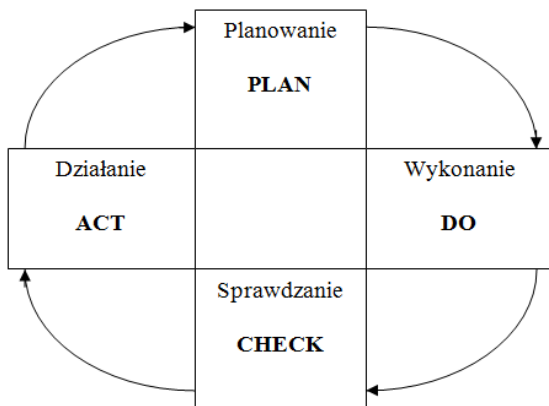 Planowanie
PLAN
Działanie
ACT
Wykonanie
DO
Sprawdzanie
CHECK